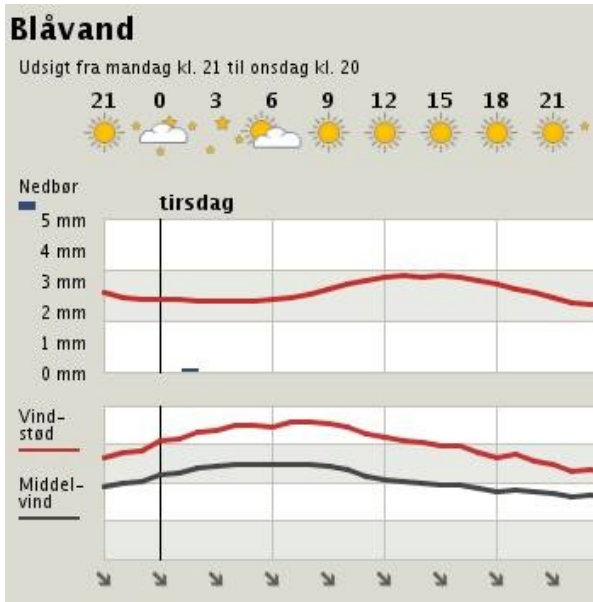 Blåvand
Udsigt fra mandag kl. 21 til onsdag kl. 20
21 0 3 6 9 12 15 18 21
Nedbør
tirsdag
5 mm
4 mm
3 mm
2 mm
1 mm
0 mm
Vind-
stød
Middel-
vind